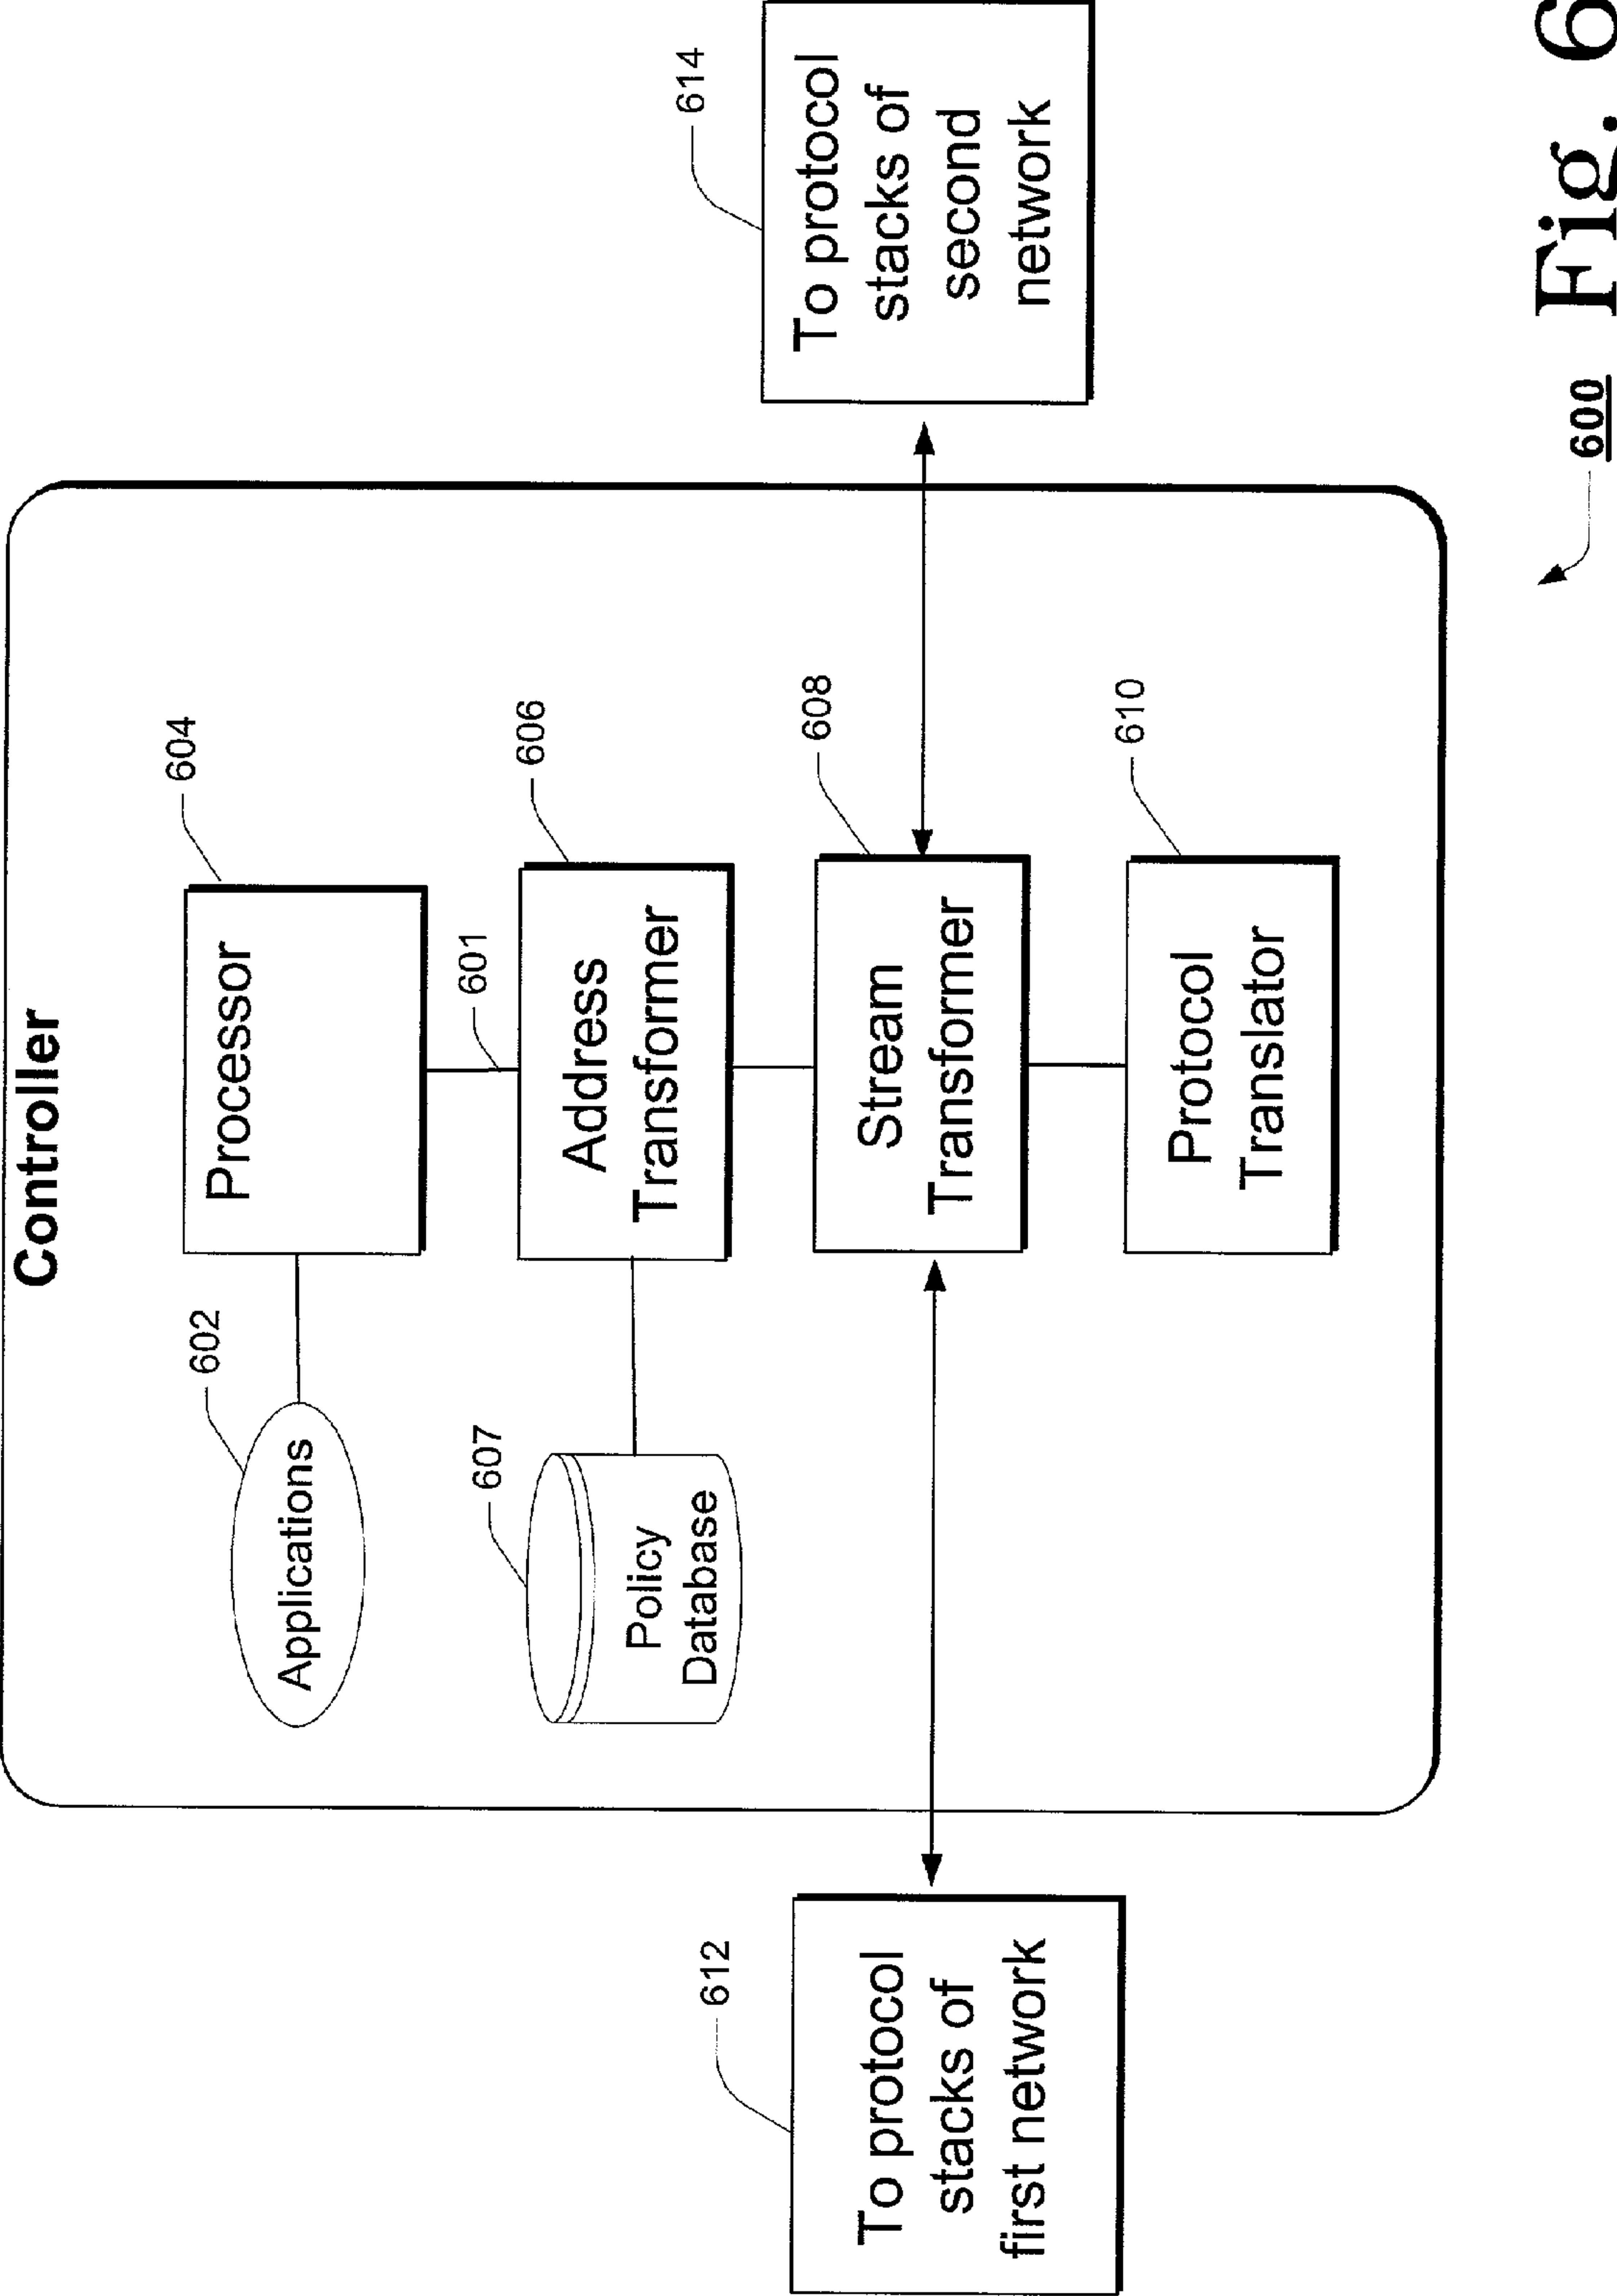 Controller
602
604
Applications
Processor
601
607
606
Policy
Database
Address
Transformer
612
608
614
To protocol
stacks of
first network
Stream
Transformer
To protocol
stacks of
second
network
610
Protocol
Translator
600
Fig. 6